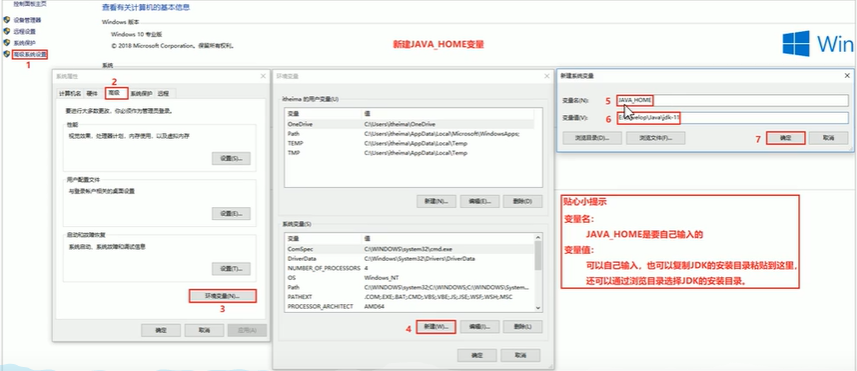 控制面板主页
查看有关计算机的基本信息
设备管理器
Windows 版本
远程设置
Windows 10 专业版
系统保护
© 2018 Microsoft Corporation。保留所有权利。
高级系统设置
1
系统
新建JAVA_HOME变量
Win
系统属性
2
计算机名 硬件 高级 系统保护 远程
要进行大多数更改，你必须作为管理员登录。
性能
视觉效果，处理器计划，内存使用，以及虚拟内存
设置(S)...
用户配置文件
与登录帐户相关的桌面设置
设置(E)...
启动和故障恢复
系统启动、系统故障和调试信息
设置(T)...
环境变量(N)...
3
确定 取消 应用(A)
环境变量
itheima 的用户变量(U)
变量 值
OneDrive C:\Users\itheima\OneDrive
Path C:\Users\itheima\AppData\Local\Microsoft\WindowsApps;
TEMP C:\Users\itheima\AppData\Local\Temp
TMP C:\Users\itheima\AppData\Local\Temp
新建(N)... 编辑(E)... 删除(D)
系统变量(S)
变量 值
ComSpec C:\WINDOWS\system32\cmd.exe
DriverData C:\Windows\System32\Drivers\DriverData
NUMBER_OF_PROCESSORS 4
OS Windows_NT
Path C:\WINDOWS\system32;C:\WINDOWS;C:\WINDOWS\System...
PATHEXT .COM;.EXE;.BAT;.CMD;.VBS;.VBE;.JS;.JSE;.WSF;.WSH;.MSC
PROCESSOR_ARCHITECT AMD64
4 新建(W)... 编辑(I)... 删除(L)
确定 取消
新建系统变量
变量名(N): 5 JAVA_HOME
变量值(V): 6 E:\develop\Java\jdk-11
浏览目录(D)... 浏览文件(F)... 7 确定 取消
贴心小提示
变量名：
JAVA_HOME是要自己输入的
变量值：
可以自己输入，也可以复制JDK的安装目录粘贴到这里，
还可以通过浏览目录选择JDK的安装目录。